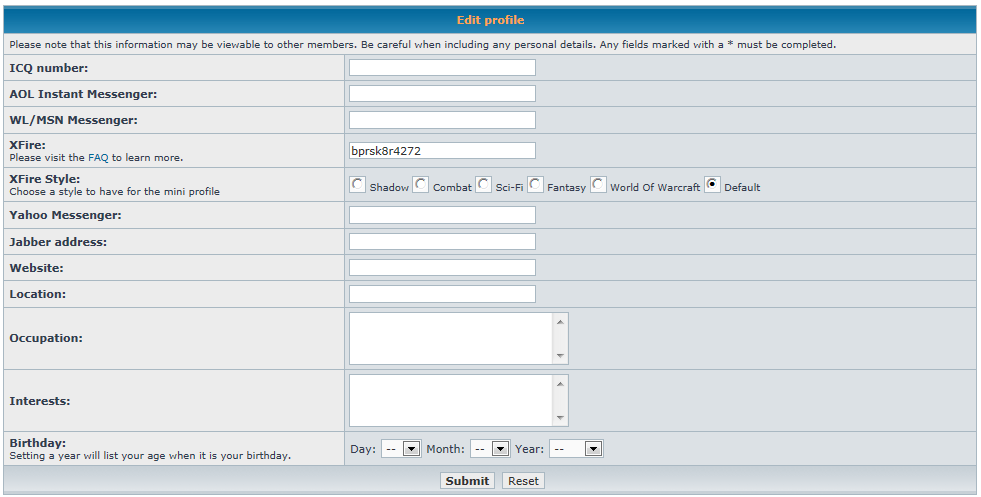 Edit profile
Please note that this information may be viewable to other members. Be careful when including any personal details. Any fields marked with a * must be completed.
ICQ number:
AOL Instant Messenger:
WL/MSN Messenger:
XFire:
Please visit the FAQ to learn more.
bprsk8r4272
XFire Style:
Choose a style to have for the mini profile
Shadow Combat Sci-Fi Fantasy World Of Warcraft Default
Yahoo Messenger:
Jabber address:
Website:
Location:
Occupation:
Interests:
Birthday:
Setting a year will list your age when it is your birthday.
Day: -- Month: -- Year: --
Submit Reset